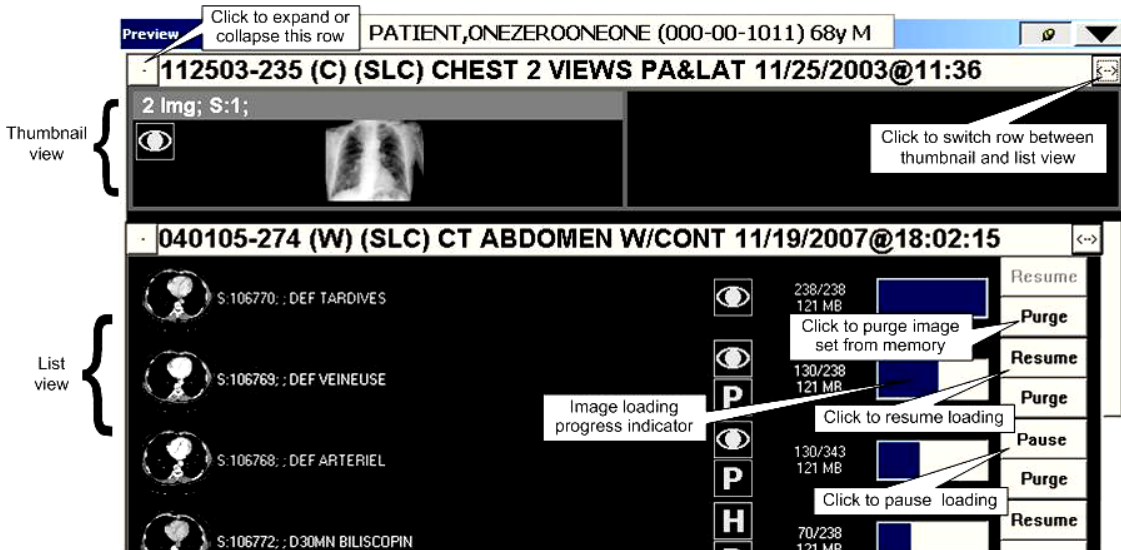 Click to expand or
collapse this row
Preview
PATIENT,ONEZEROONEONE (000-00-1011) 68y M
112503-235 (C) (SLC) CHEST 2 VIEWS PA&LAT 11/25/2003@11:36
<-->
2 Img; S:1;
Thumbnail
view
Click to switch row between
thumbnail and list view
040105-274 (W) (SLC) CT ABDOMEN W/CONT 11/19/2007@18:02:15
<-->
S:106770; ; DEF TARDIVES
238/238
121 MB
Resume
Purge
Click to purge image
set from memory
List
view
S:106769; ; DEF VEINEUSE
P
130/238
121 MB
Resume
Purge
Image loading
progress indicator
Click to resume loading
S:106768; ; DEF ARTERIEL
P
130/343
121 MB
Pause
Purge
Click to pause loading
S:106772; ; D30MN BILISCOPIN
H
70/238
121 MB
Resume